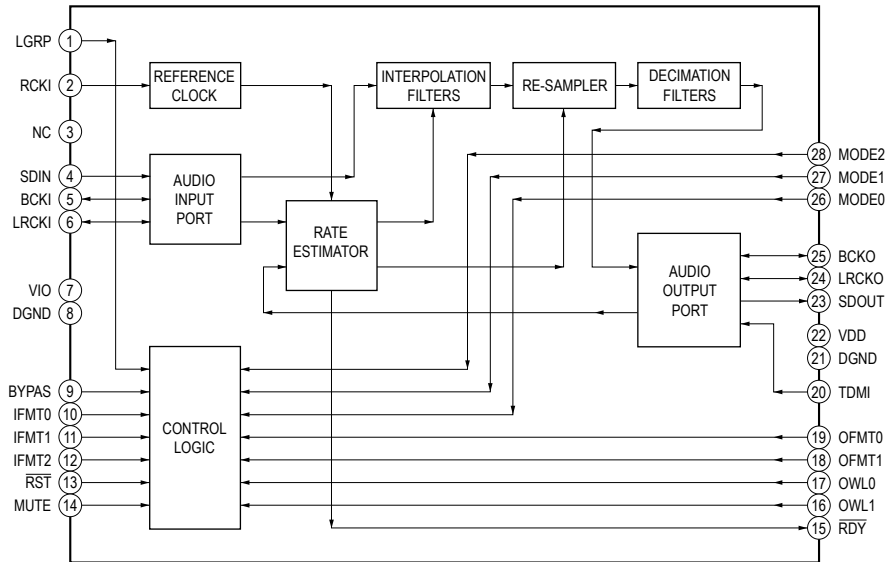 LGRP 1
RCKI 2
NC 3
SDIN 4
BCKI 5
LRCKI 6
VIO 7
DGND 8
BYPAS 9
IFMT0 10
IFMT1 11
IFMT2 12
RST 13
MUTE 14
REFERENCE
CLOCK
INTERPOLATION
FILTERS
RE-SAMPLER
DECIMATION
FILTERS
AUDIO
INPUT
PORT
RATE
ESTIMATOR
AUDIO
OUTPUT
PORT
CONTROL
LOGIC
28 MODE2
27 MODE1
26 MODE0
25 BCKO
24 LRCKO
23 SDOUT
22 VDD
21 DGND
20 TDMI
19 OFMT0
18 OFMT1
17 OWL0
16 OWL1
15 RDY